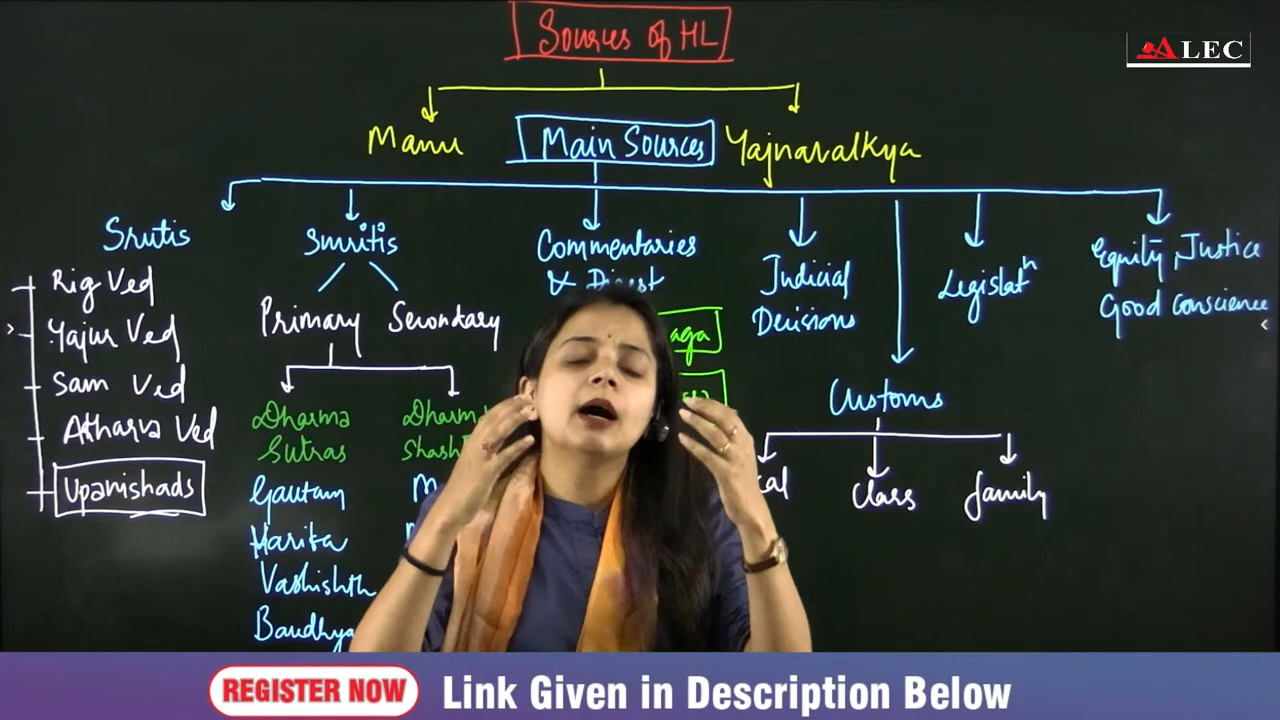 Sources of HL
ALEC
Manu
Main Sources
Yajnavalkya
Srutis
Rig Ved
Yajur Ved
Sam Ved
Atharva Ved
Upanishads
Smritis
Primary
Secondary
Dharma
Sutras
Gautam
Harita
Vashishth
Commentaries
&
Judicial
Decisions
Customs
Class
family
Legislatn
Equity, Justice
Good conscience
REGISTER NOW
Link Given in Description Below